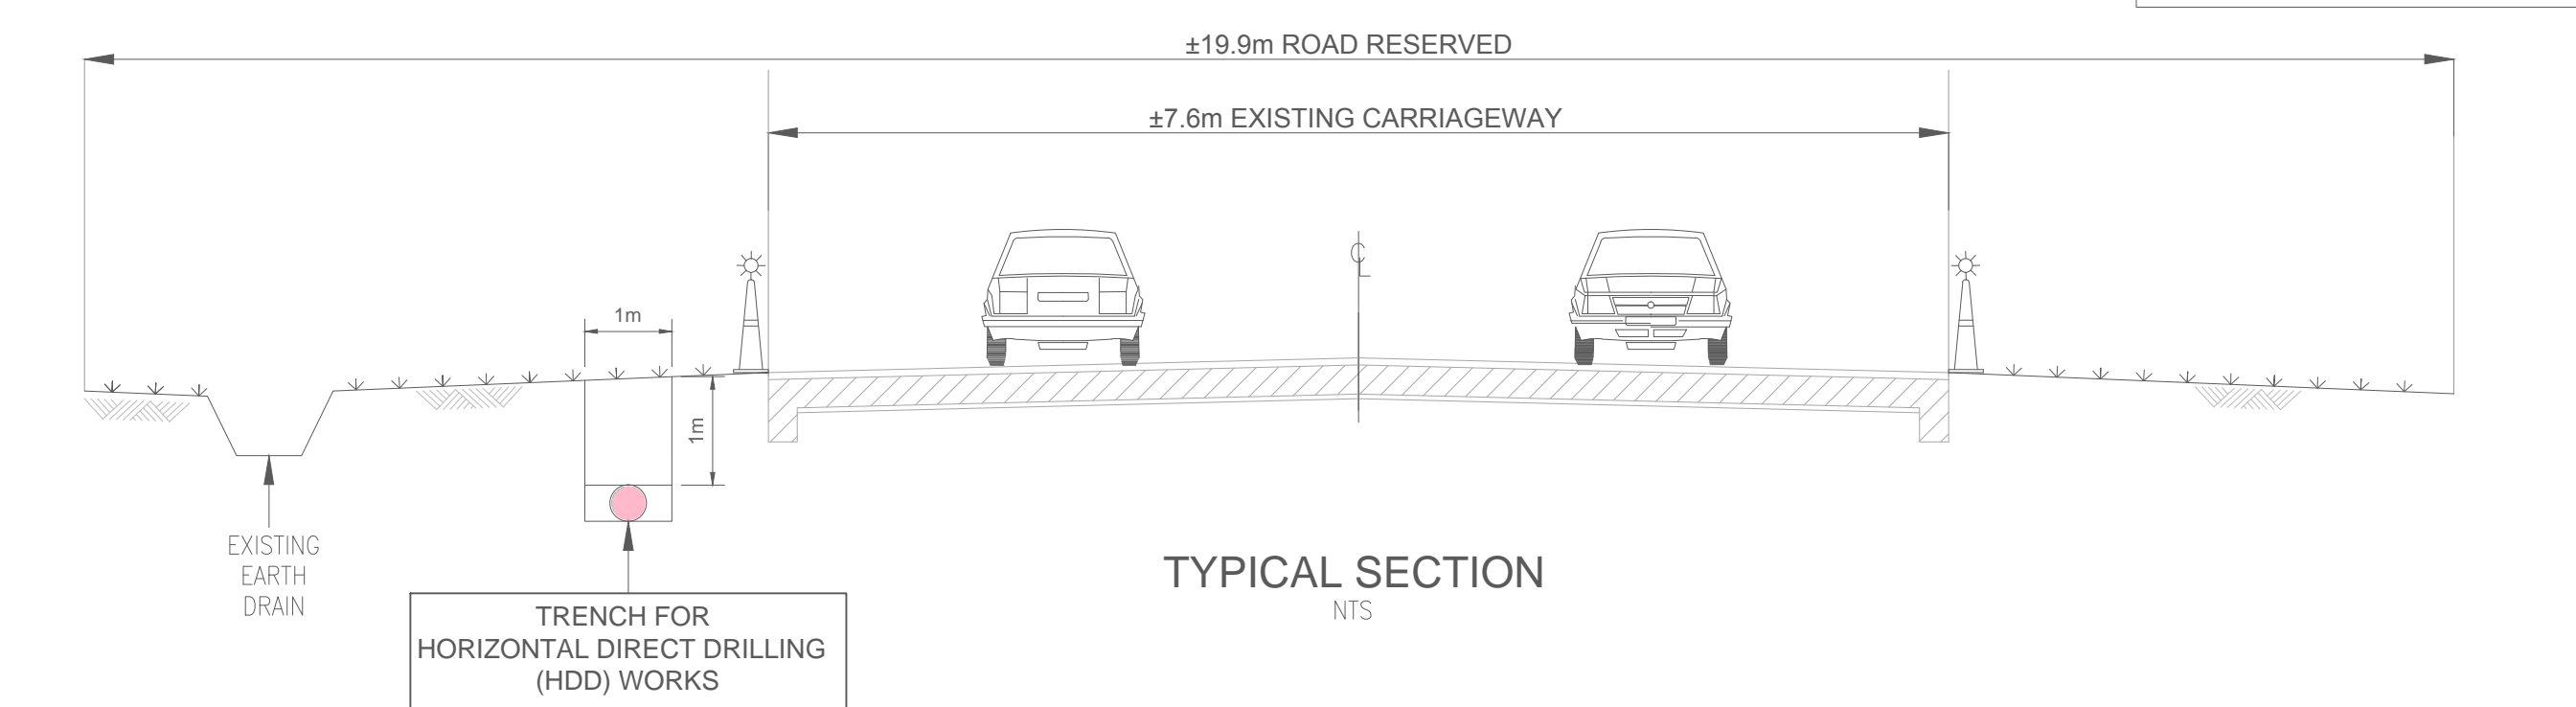 ±19.9m ROAD RESERVED
±7.6m EXISTING CARRIAGEWAY
CL
1m
1m
EXISTING
EARTH
DRAIN
TRENCH FOR
HORIZONTAL DIRECT DRILLING
(HDD) WORKS
TYPICAL SECTION
NTS